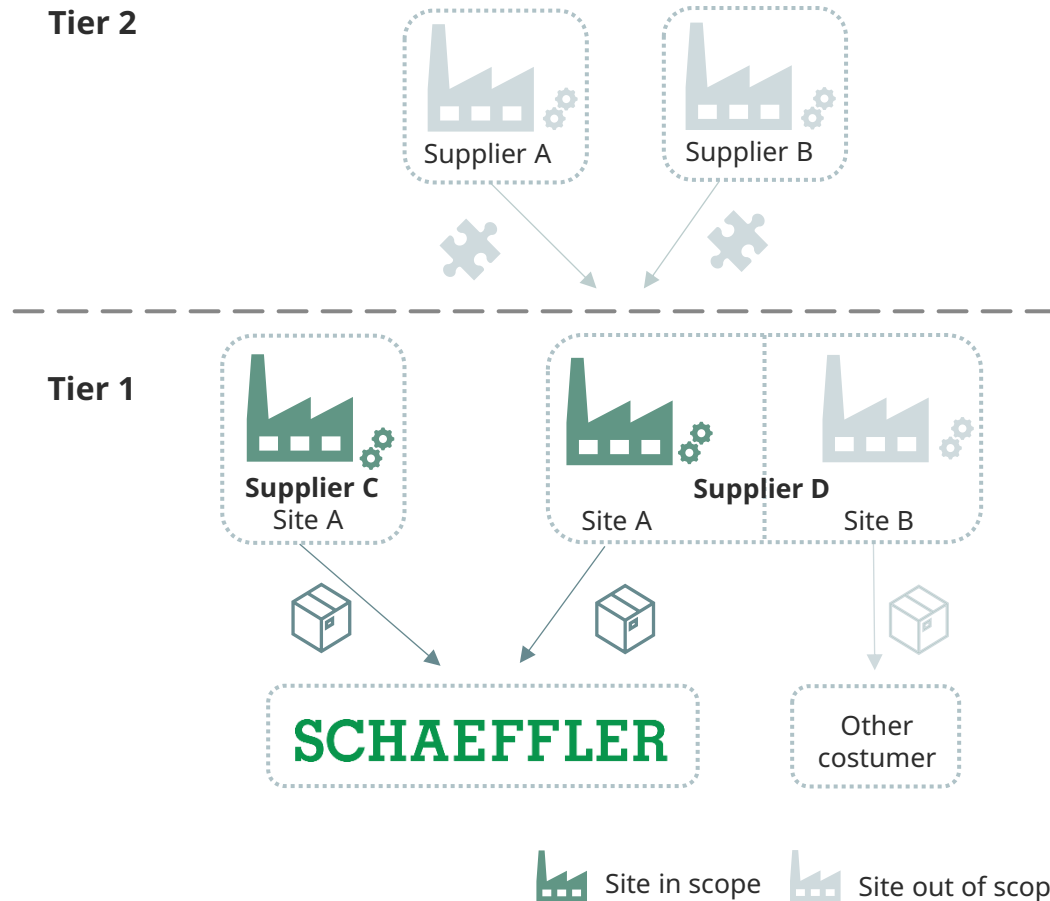 Tier 2
Supplier A
Supplier B
Tier 1
Supplier C
Site A
Supplier D
Site A
Site B
SCHAEFFLER
Other
costumer
Site in scope
Site out of scop